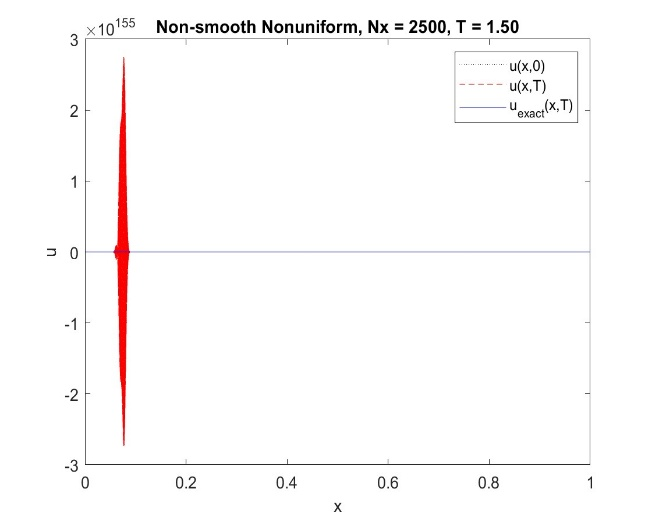 Non-smooth Nonuniform, Nx = 2500, T = 1.50
×10^155
3
2
1
0
-1
-2
-3
u
0
0.2
0.4
0.6
0.8
1
x
u(x,0)
u(x,T)
u_exact(x,T)